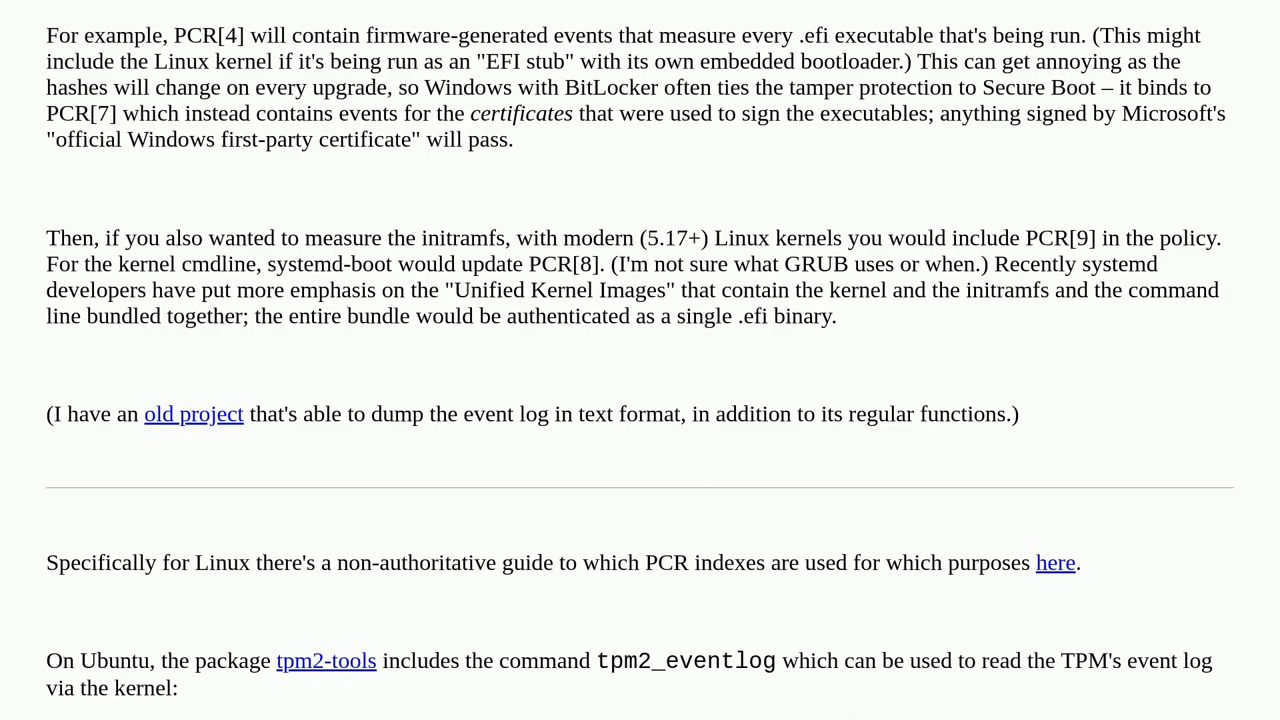 For example, PCR[4] will contain firmware-generated events that measure every .efi executable that's being run. (This might
include the Linux kernel if it's being run as an "EFI stub" with its own embedded bootloader.) This can get annoying as the
hashes will change on every upgrade, so Windows with BitLocker often ties the tamper protection to Secure Boot – it binds to
PCR[7] which instead contains events for the certificates that were used to sign the executables; anything signed by Microsoft's
"official Windows first-party certificate" will pass.
Then, if you also wanted to measure the initramfs, with modern (5.17+) Linux kernels you would include PCR[9] in the policy.
For the kernel cmdline, systemd-boot would update PCR[8]. (I'm not sure what GRUB uses or when.) Recently systemd
developers have put more emphasis on the "Unified Kernel Images" that contain the kernel and the initramfs and the command
line bundled together; the entire bundle would be authenticated as a single .efi binary.
(I have an old project that's able to dump the event log in text format, in addition to its regular functions.)
Specifically for Linux there's a non-authoritative guide to which PCR indexes are used for which purposes here.
On Ubuntu, the package tpm2-tools includes the command tpm2_eventlog which can be used to read the TPM's event log
via the kernel: